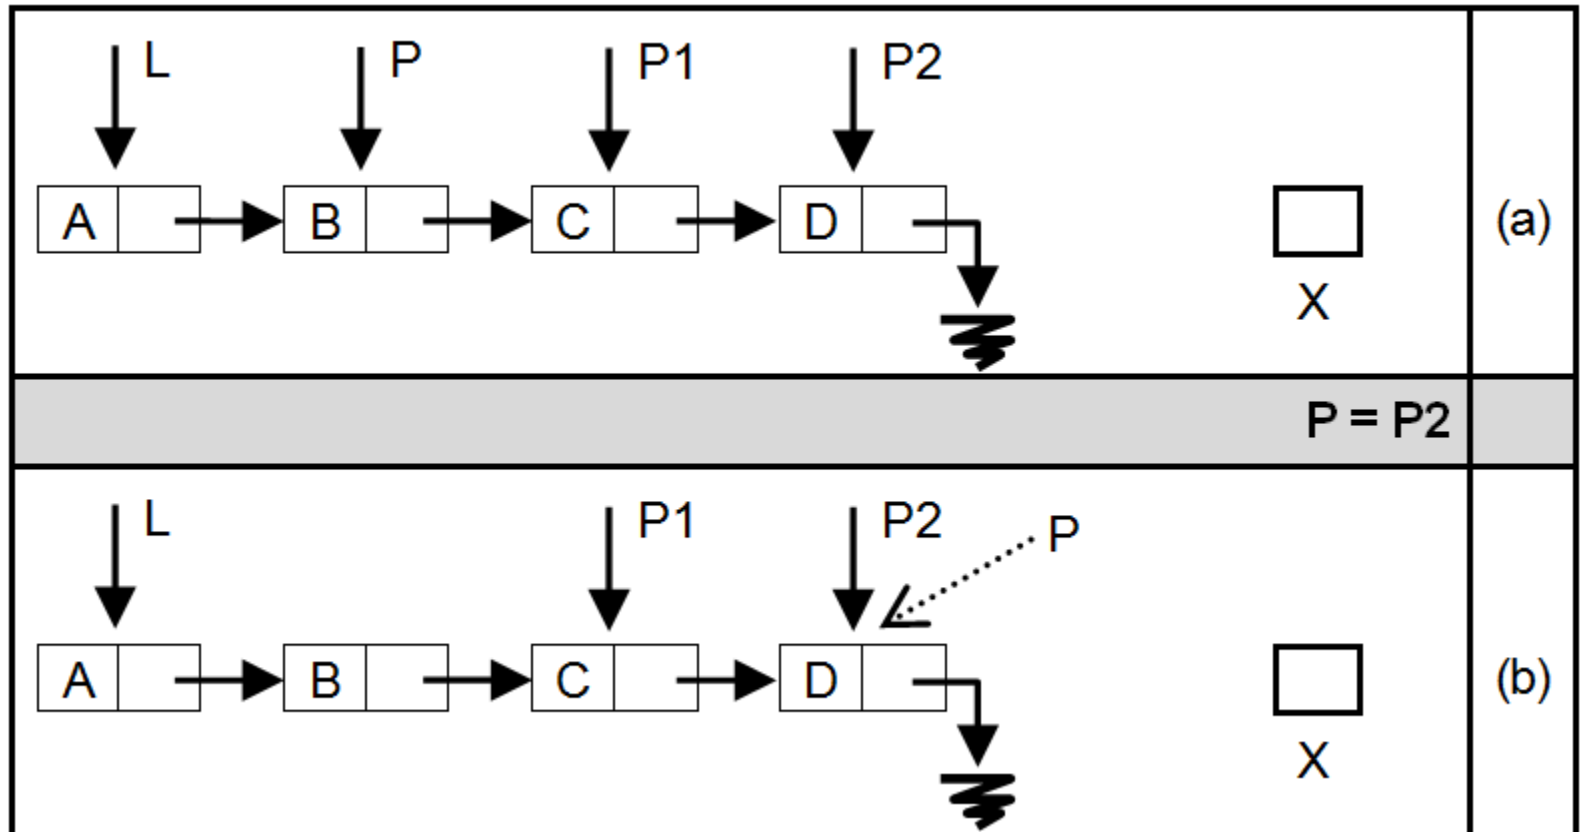 L P P1 P2
A B C D (a)
X
P = P2
L P1 P2 P
A B C D (b)
X